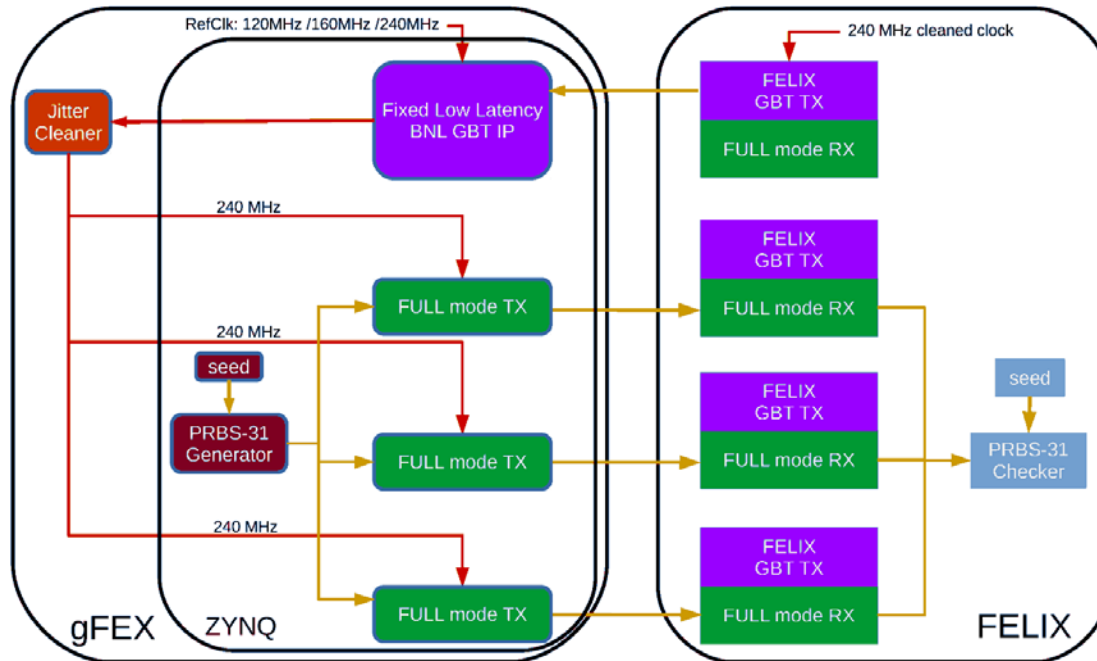 RefClk: 120MHz /160MHz /240MHz
240 MHz cleaned clock
Jitter
Cleaner
Fixed Low Latency
BNL GBT IP
FELIX
GBT TX
FULL mode RX
240 MHz
FULL mode TX
FELIX
GBT TX
FULL mode RX
240 MHz
seed
PRBS-31
Generator
FULL mode TX
FELIX
GBT TX
FULL mode RX
seed
PRBS-31
Checker
240 MHz
FULL mode TX
FELIX
GBT TX
FULL mode RX
gFEX
ZYNQ
FELIX